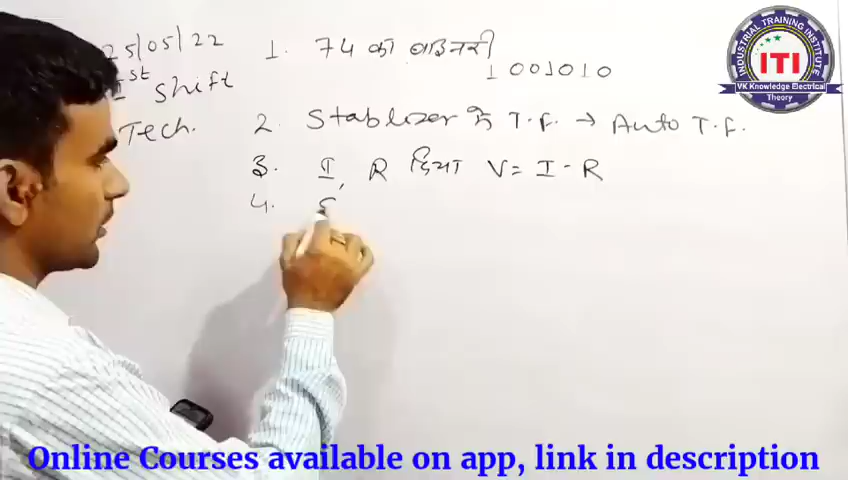 25/05/22
Ist shift
Tech.
1. 74 का बाइनरी
1001010
2. Stablizer में T.F. → Auto T.F.
3. I, R दिया V = I - R
4. S
INDUSTRIAL TRAINING INSTITUTE
ITI
VK Knowledge Electrical
Theory
Online Courses available on app, link in description